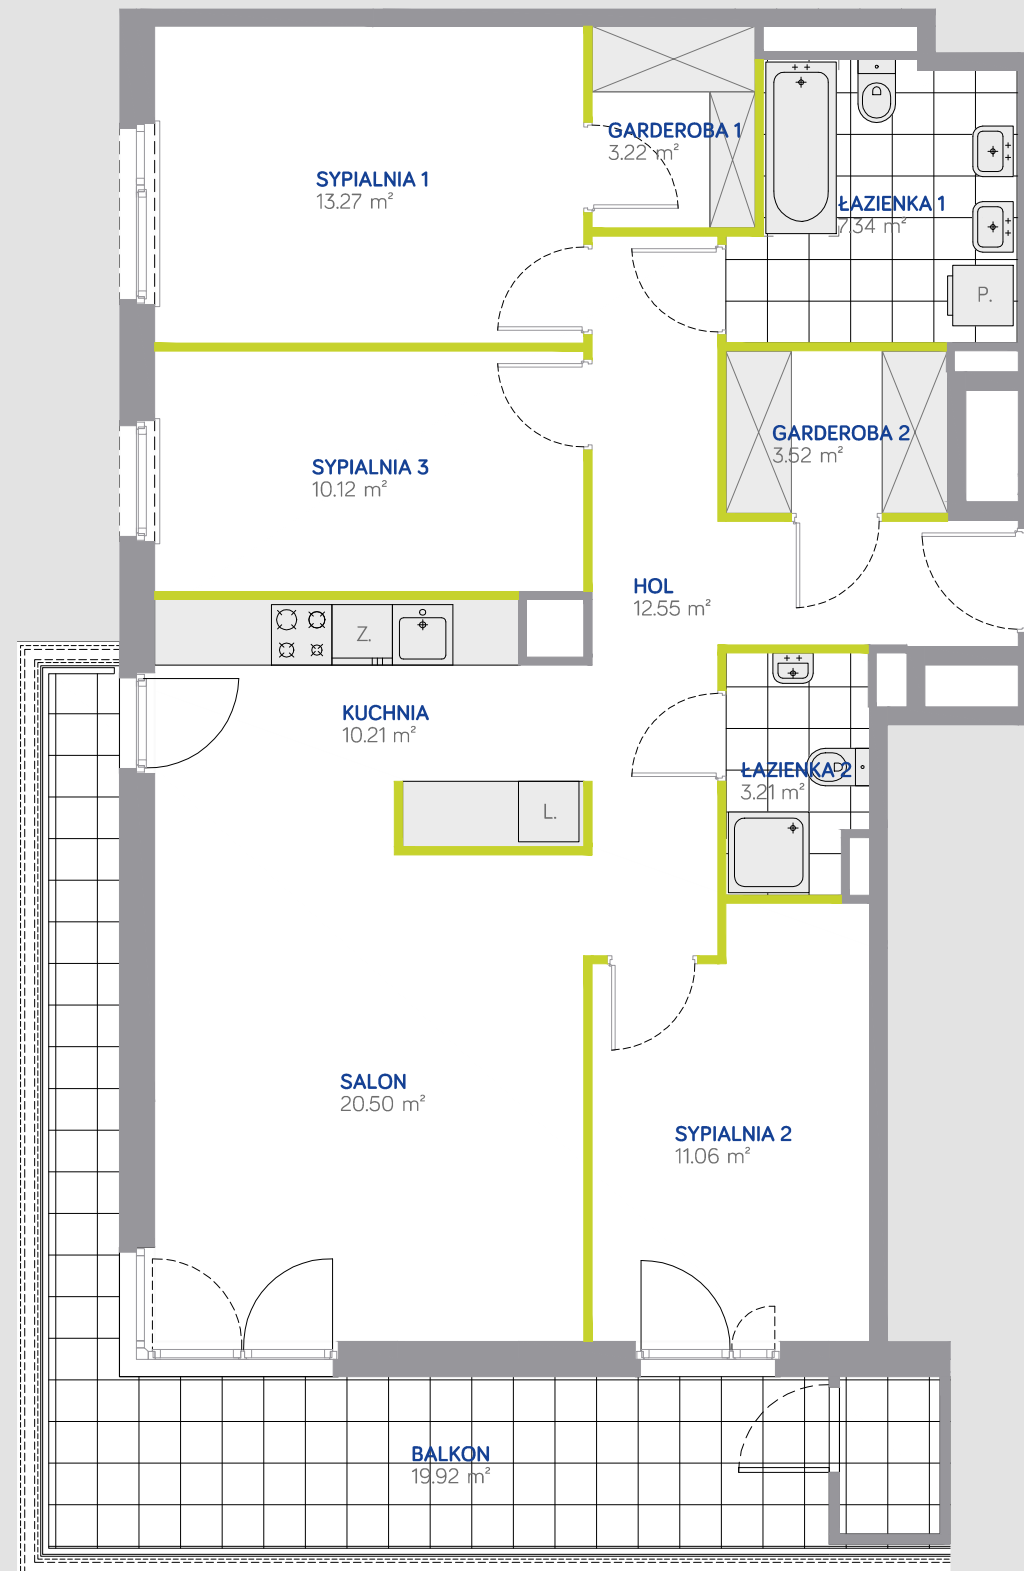 GARDEROBA 1
3.22 m²
SYPIALNIA 1
13.27 m²
ŁAZIENKA 1
7.34 m²
P.
GARDEROBA 2
3.52 m²
SYPIALNIA 3
10.12 m²
HOL
12.55 m²
Z.
KUCHNIA
10.21 m²
ŁAZIENKA 2
3.21 m²
L.
SALON
20.50 m²
SYPIALNIA 2
11.06 m²
BALKON
19.92 m²